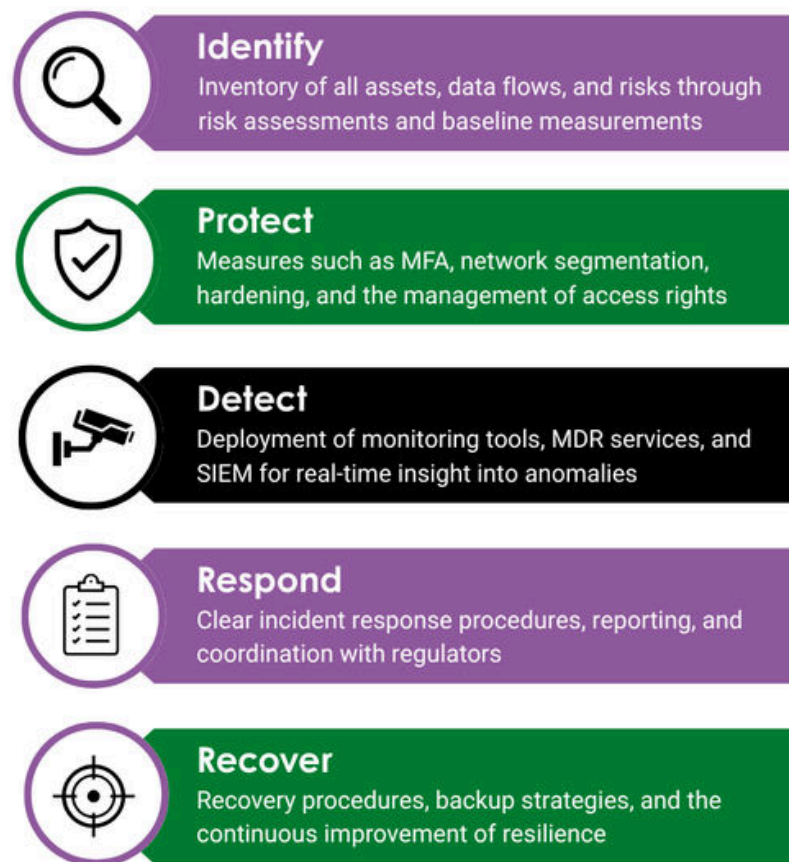 Identify
Inventory of all assets, data flows, and risks through
risk assessments and baseline measurements
Protect
Measures such as MFA, network segmentation,
hardening, and the management of access rights
Detect
Deployment of monitoring tools, MDR services, and
SIEM for real-time insight into anomalies
Respond
Clear incident response procedures, reporting, and
coordination with regulators
Recover
Recovery procedures, backup strategies, and the
continuous improvement of resilience